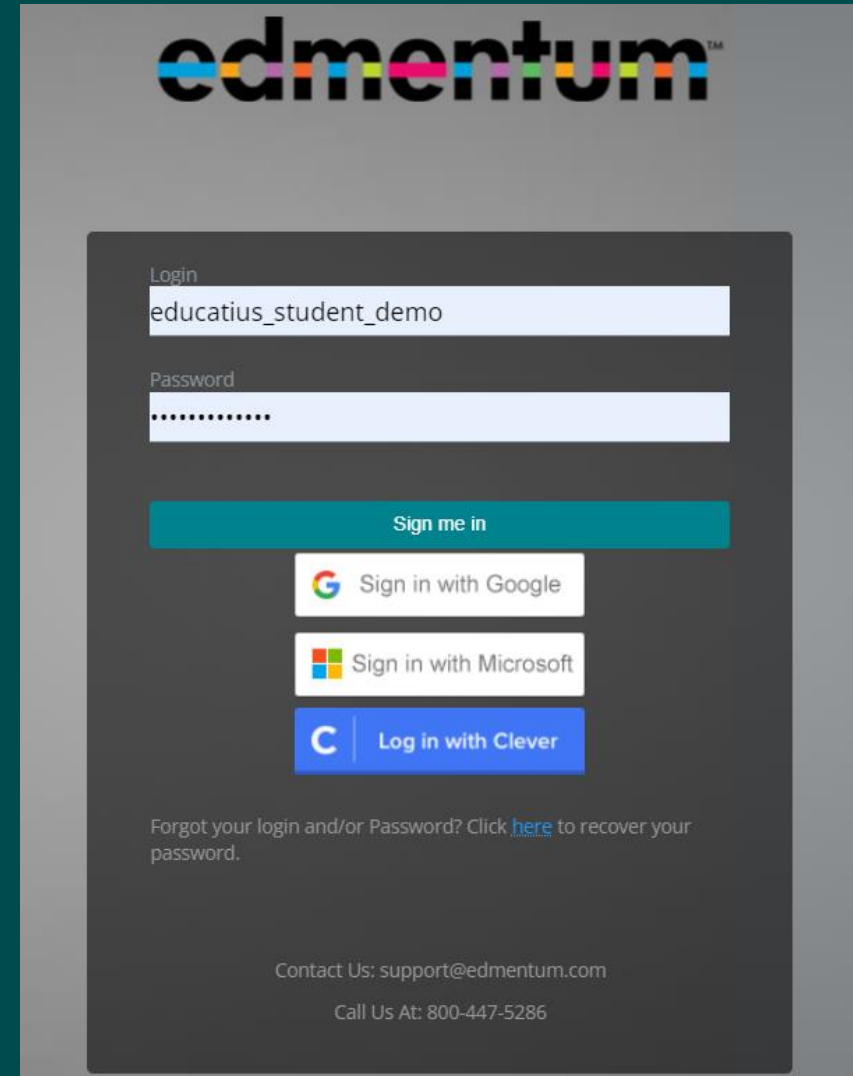 edmentum™
Login
educatius_student_demo
Password
•••••••••••••
Sign me in
G Sign in with Google
Sign in with Microsoft
C Log in with Clever
Forgot your login and/or Password? Click here to recover your
password.
Contact Us: support@edmentum.com
Call Us At: 800-447-5286